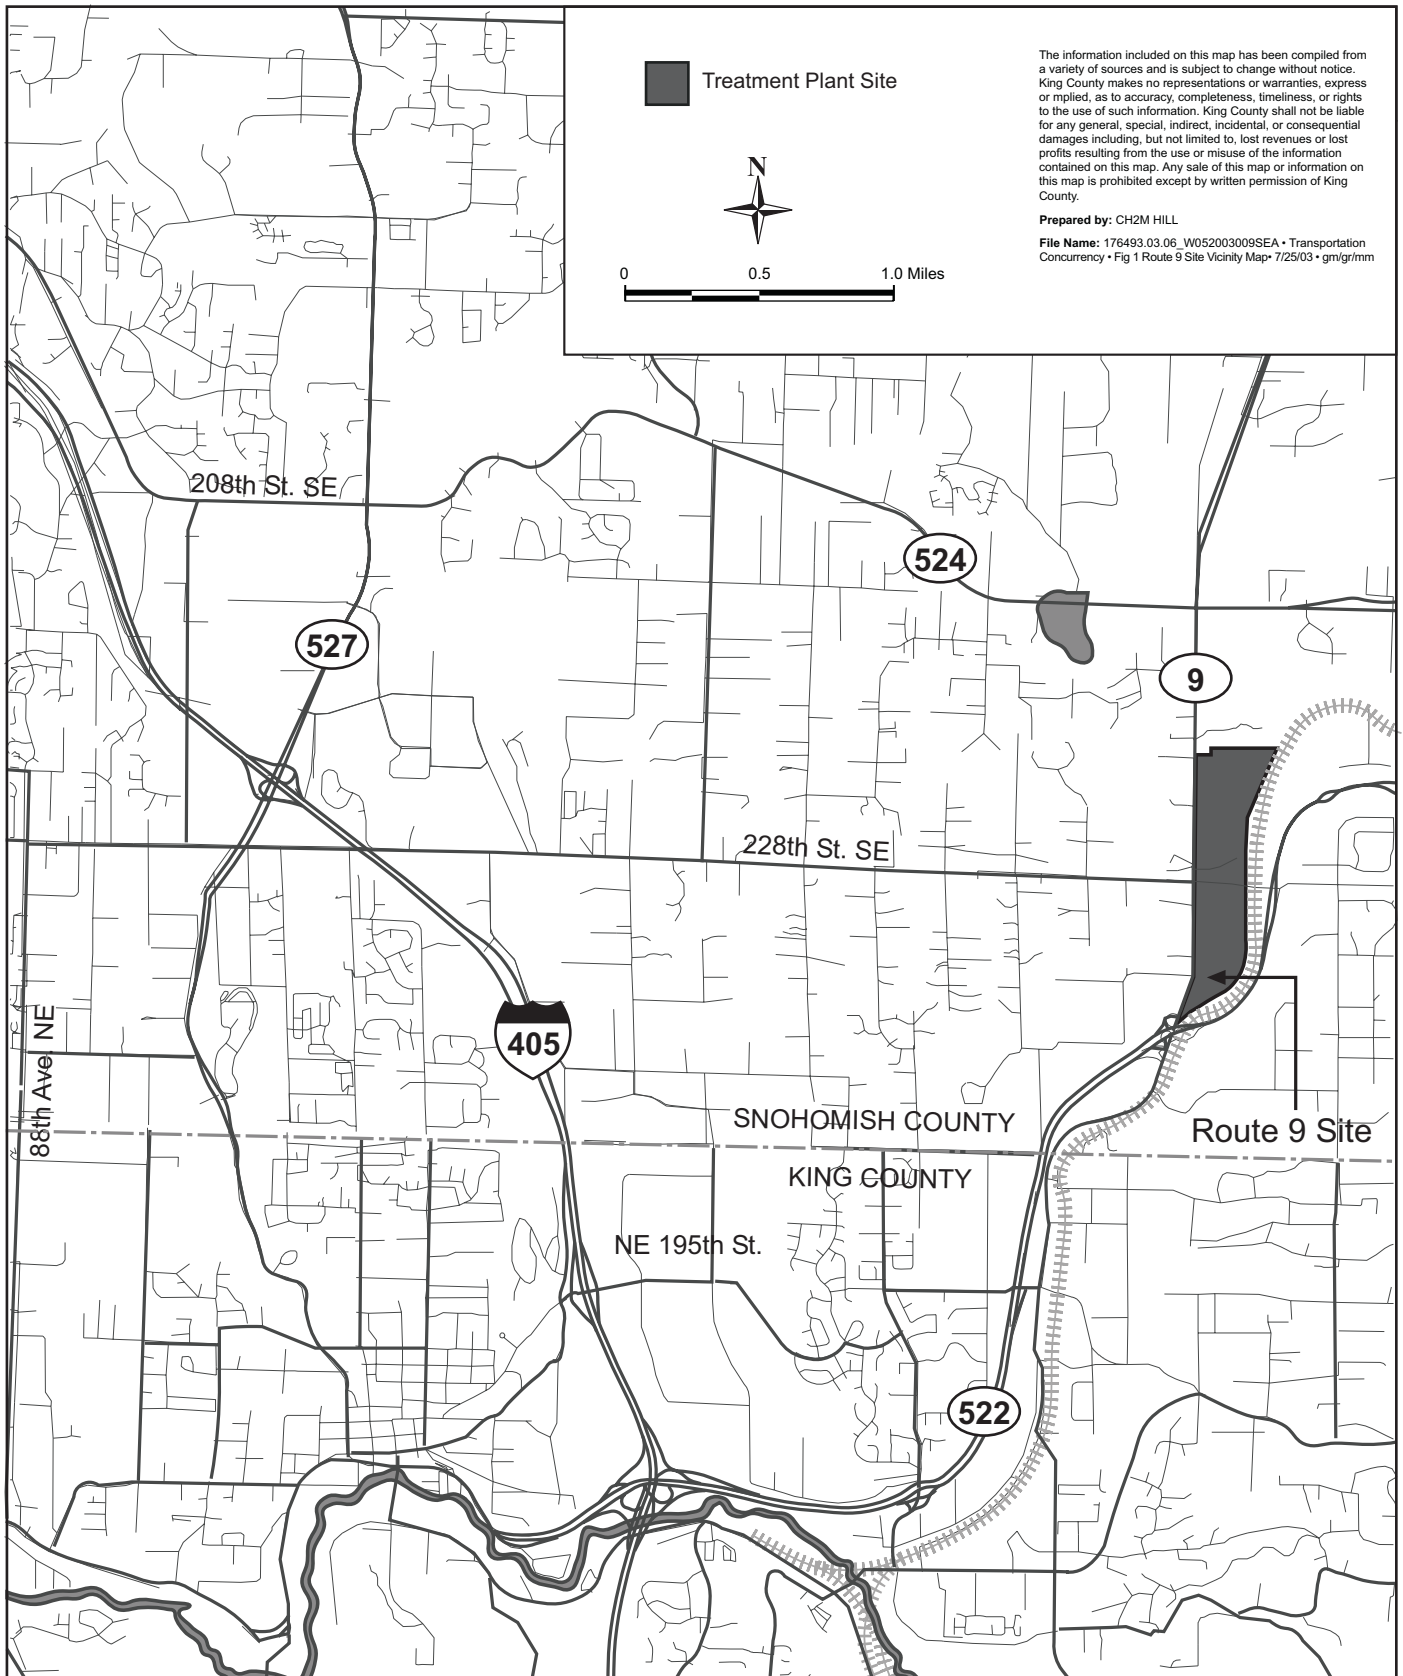 Treatment Plant Site
N
0 0.5 1.0 Miles
The information included on this map has been compiled from
a variety of sources and is subject to change without notice.
King County makes no representations or warranties, express
or mplied, as to accuracy, completeness, timeliness, or rights
to the use of such information. King County shall not be liable
for any general, special, indirect, incidental, or consequential
damages including, but not limited to, lost revenues or lost
profits resulting from the use or misuse of the information
contained on this map. Any sale of this map or information on
this map is prohibited except by written permission of King
County.
Prepared by: CH2M HILL
File Name: 176493.03.06_W052003009SEA • Transportation
Concurrency • Fig 1 Route 9 Site Vicinity Map• 7/25/03 • gm/gr/mm
208th St. SE
524
527
9
228th St. SE
405
88th Ave. NE
SNOHOMISH COUNTY
Route 9 Site
KING COUNTY
NE 195th St.
522